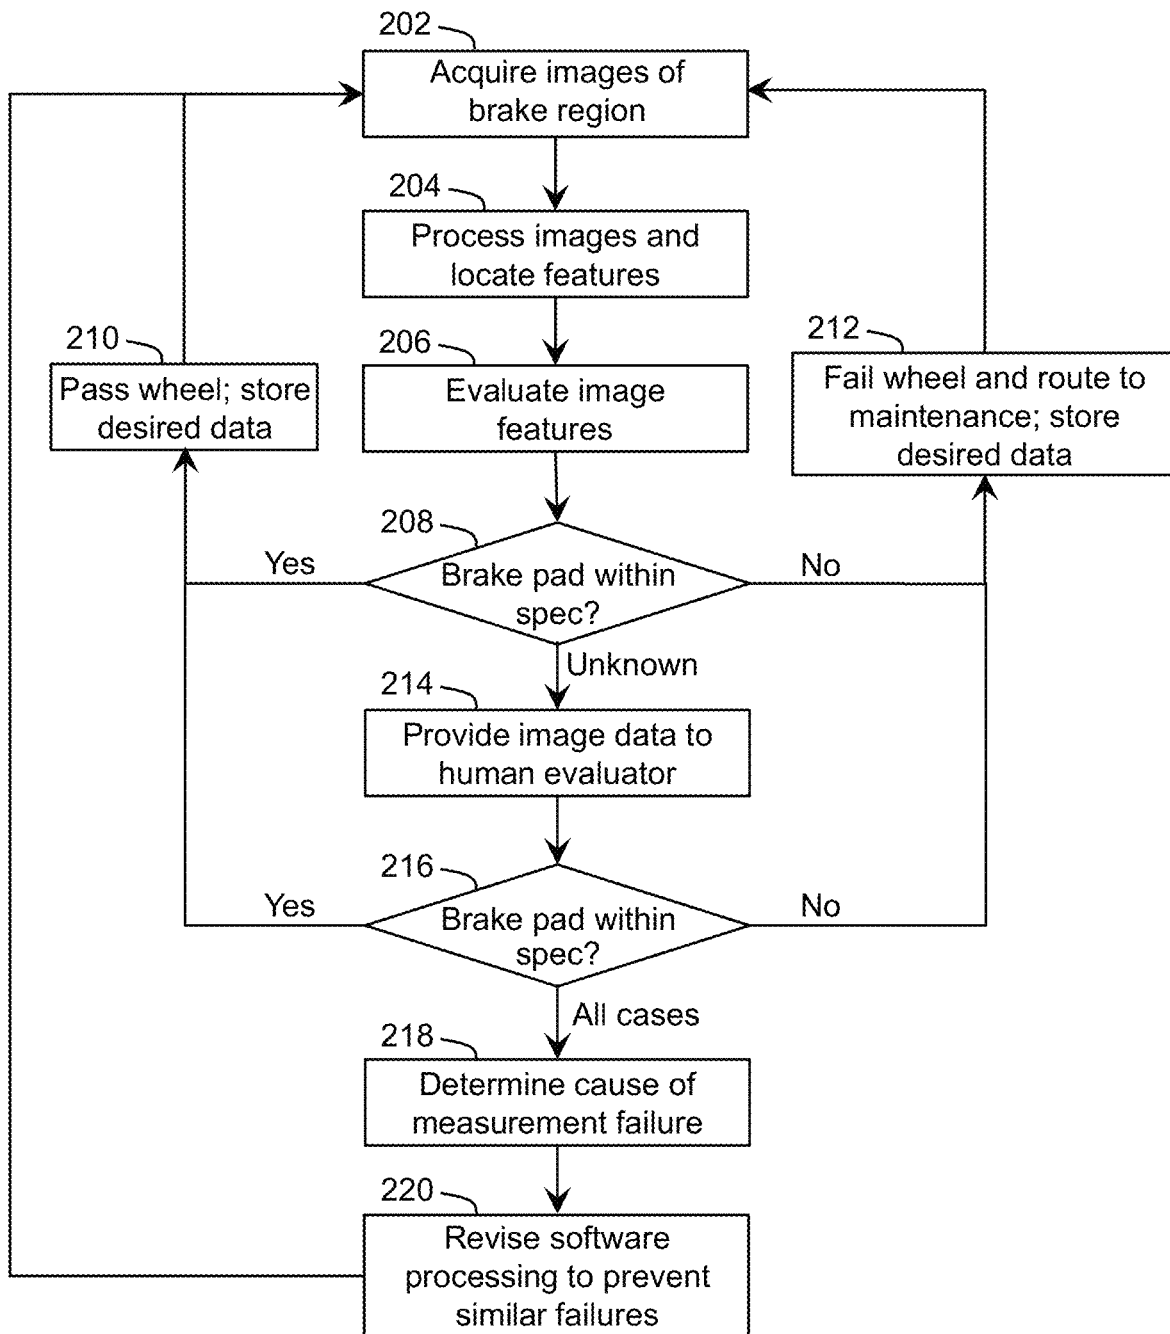 202
Acquire images of
brake region
204
Process images and
locate features
210
Pass wheel; store
desired data
206
Evaluate image
features
212
Fail wheel and route to
maintenance; store
desired data
208
Yes
Brake pad within
spec?
No
Unknown
214
Provide image data to
human evaluator
216
Yes
Brake pad within
spec?
No
All cases
218
Determine cause of
measurement failure
220
Revise software
processing to prevent
similar failures